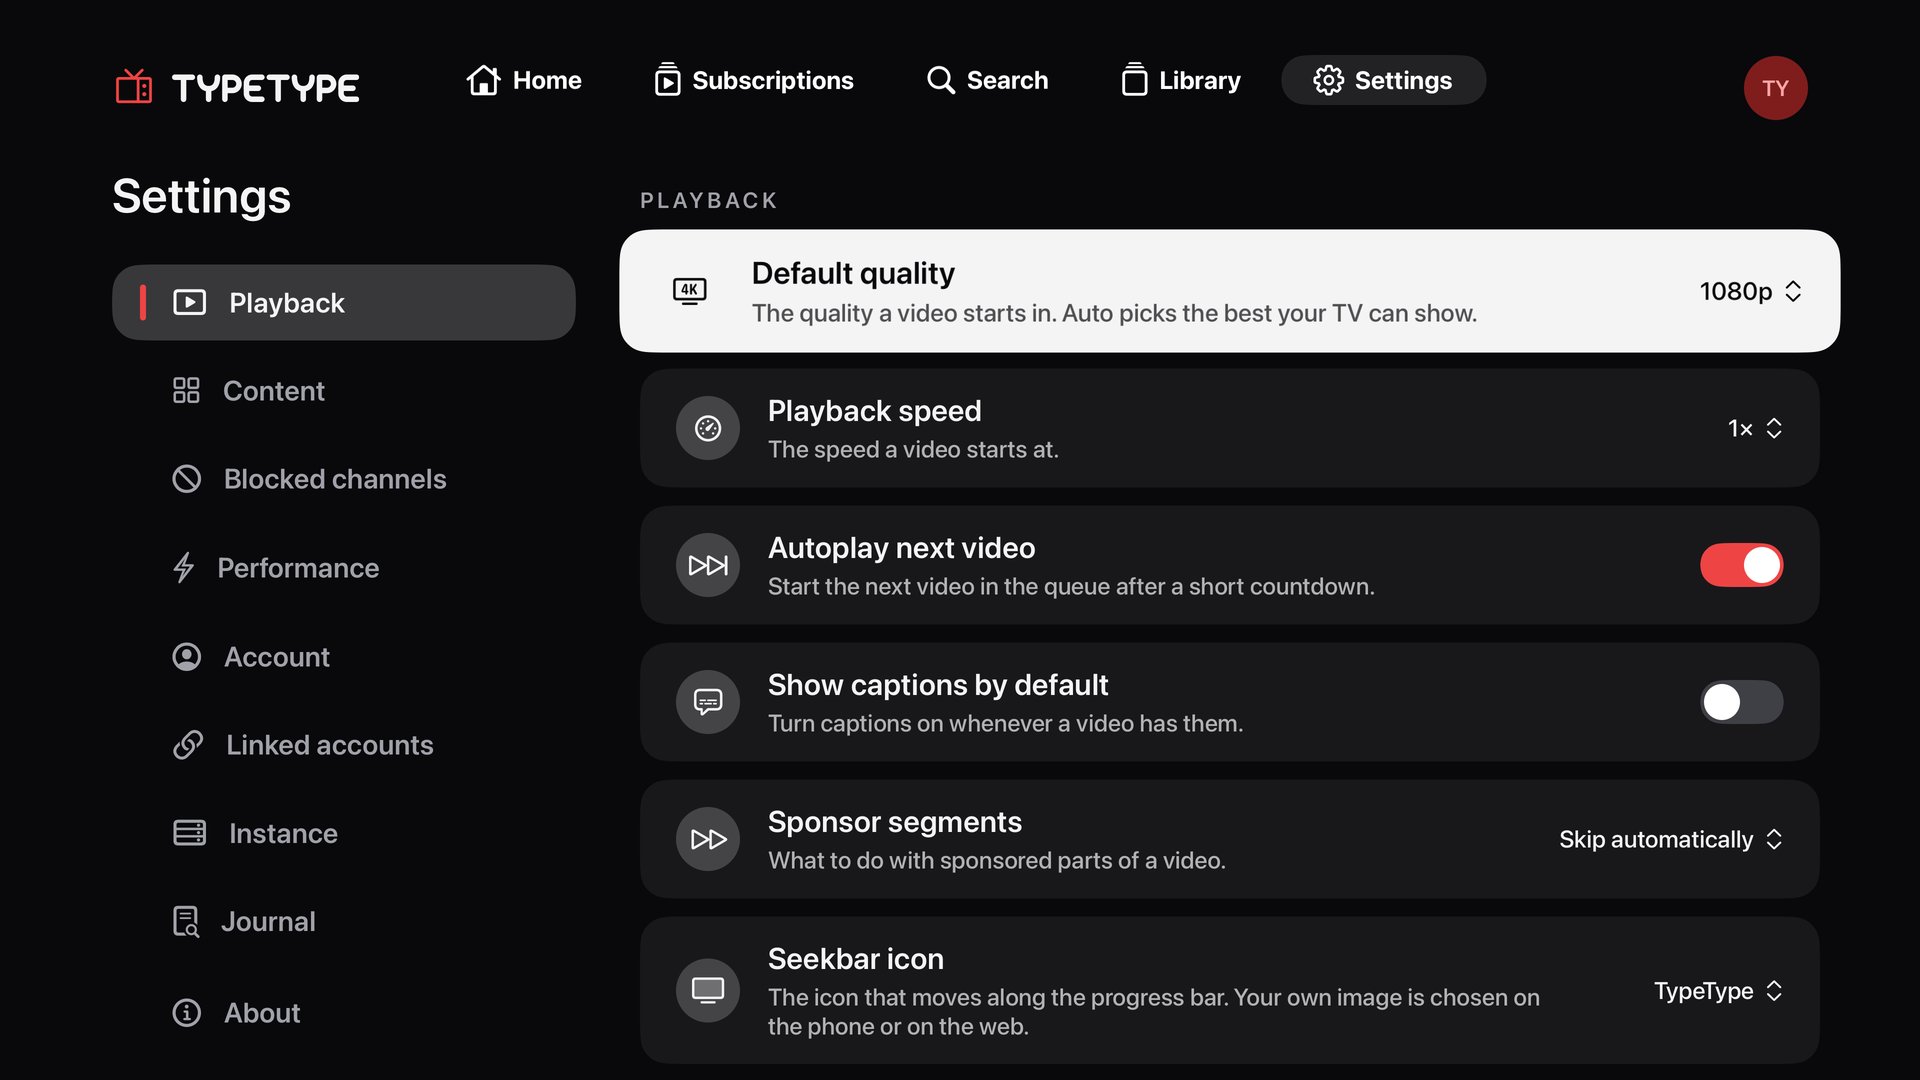 TYPETYPE
Home
Subscriptions
Search
Library
Settings
TY
Settings
Playback
Content
Blocked channels
Performance
Account
Linked accounts
Instance
Journal
About
PLAYBACK
4K
Default quality
The quality a video starts in. Auto picks the best your TV can show.
1080p
Playback speed
The speed a video starts at.
1×
Autoplay next video
Start the next video in the queue after a short countdown.
Show captions by default
Turn captions on whenever a video has them.
Sponsor segments
What to do with sponsored parts of a video.
Skip automatically
Seekbar icon
The icon that moves along the progress bar. Your own image is chosen on
the phone or on the web.
TypeType